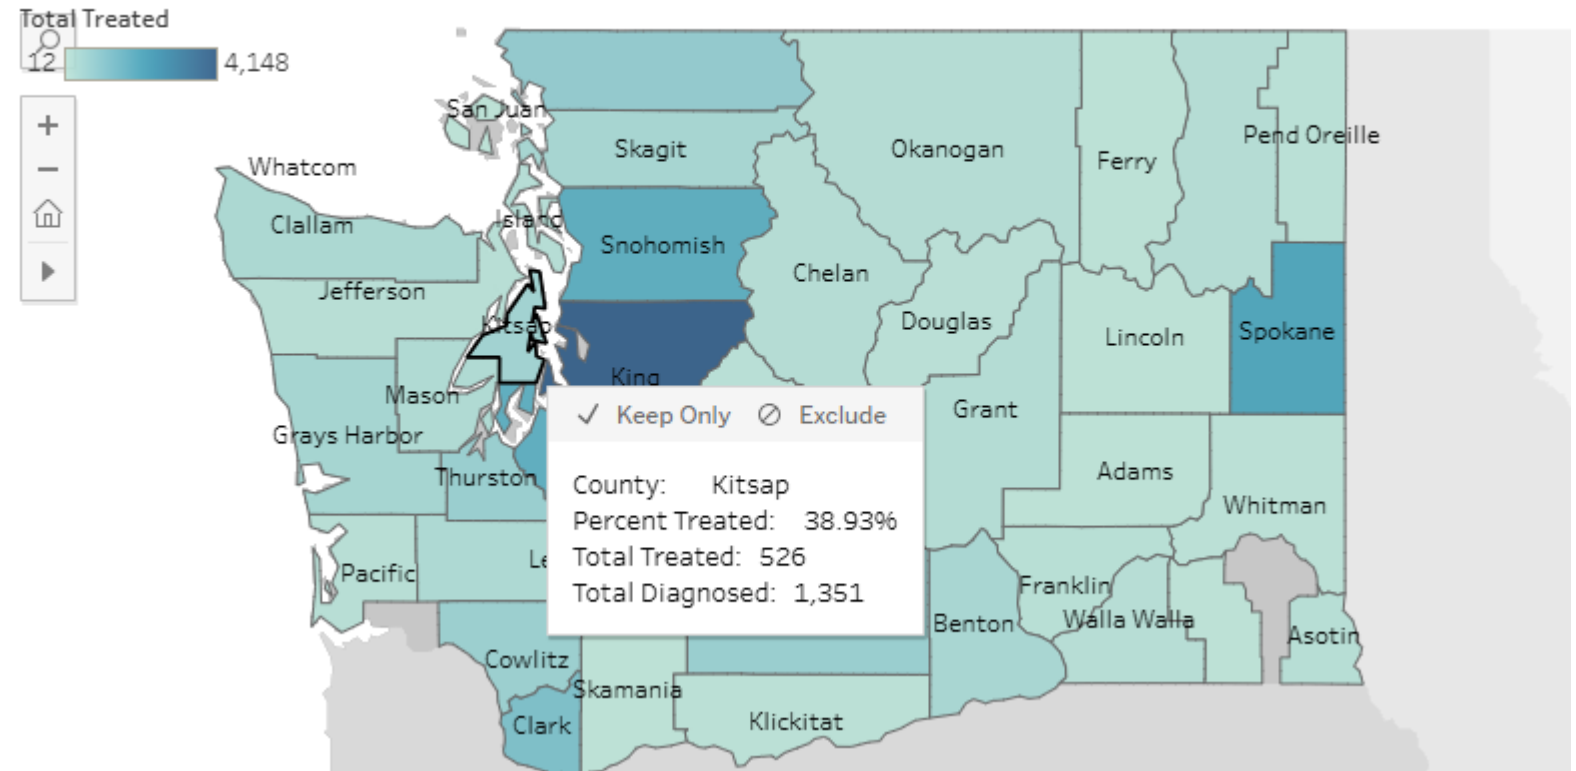 Total Treated
12 4,148
San Juan
Skagit
Okanogan
Pend Oreille
Ferry
Whatcom
Clallam
Island
Snohomish
Chelan
Jefferson
Kitsap
Douglas
Lincoln
Spokane
King
Mason
Grant
Grays Harbor
Thurston
Adams
Whitman
Keep Only Exclude
County: Kitsap
Percent Treated: 38.93%
Total Treated: 526
Total Diagnosed: 1,351
Le
Pacific
Franklin
Benton
Walla Walla
Asotin
Cowlitz
Skamania
Clark
Klickitat